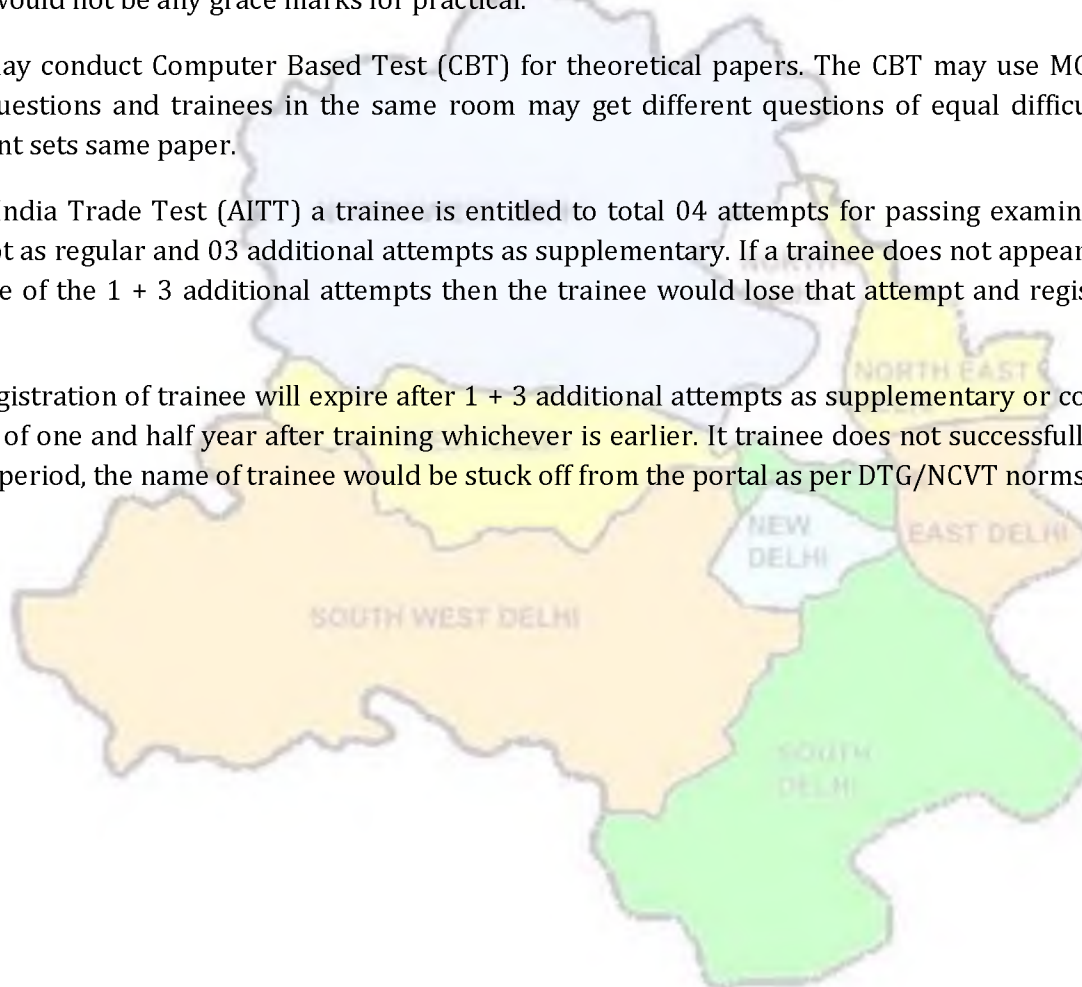 would not be any grace marks for practical.
ay conduct Computer Based Test (CBT) for theoretical papers. The CBT may use
uestions and trainees in the same room may get different questions of equal difficu
nt sets same paper.
India Trade Test (AITT) a trainee is entitled to total 04 attempts for passing examin
t as regular and 03 additional attempts as supplementary. If a trainee does not appear
e of the 1 + 3 additional attempts then the trainee would lose that attempt and regis
NORTH EAST
gistration of trainee will expire after 1 + 3 additional attempts as supplementary or co
of one and half year after training whichever is earlier. It trainee does not successfull
period, the name of trainee would be stuck off from the portal as per DTG/NCVT norms
NEW
DELHI
EAST DELHI
SOUTH WEST DELHI
SOUTH
DELHI